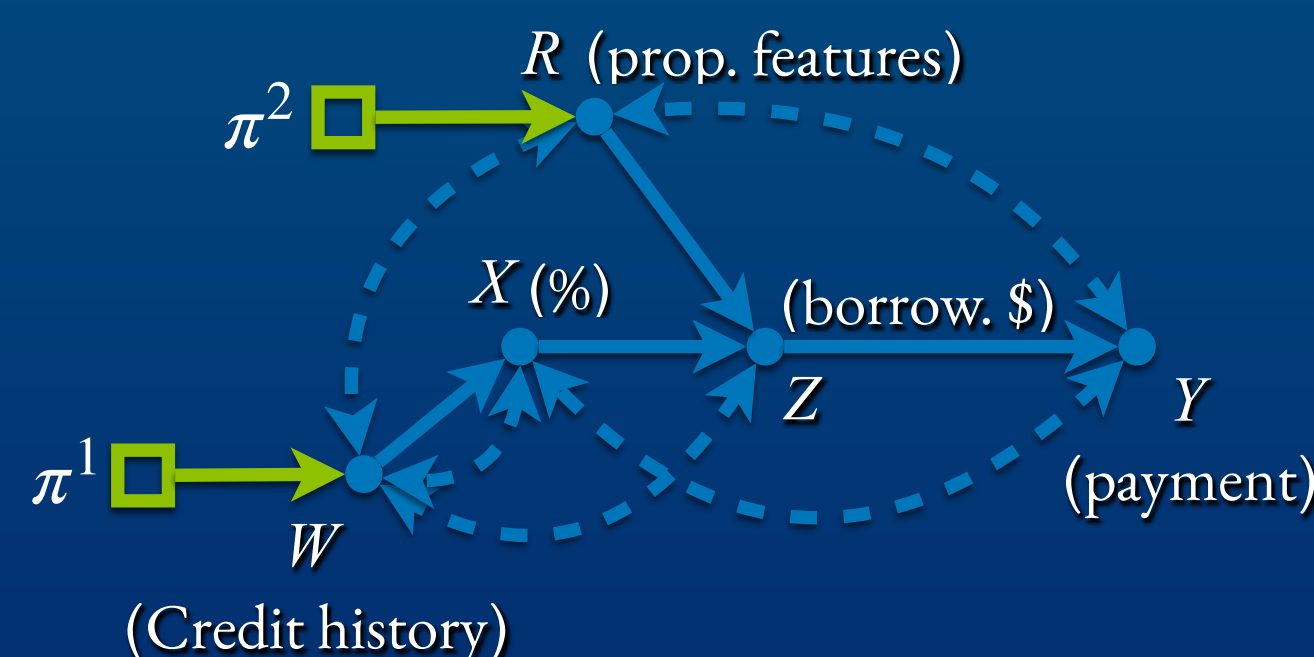 R (prop. features)
π²
X (%)
(borrow. $)
Z
Y
π¹
(payment)
W
(Credit history)